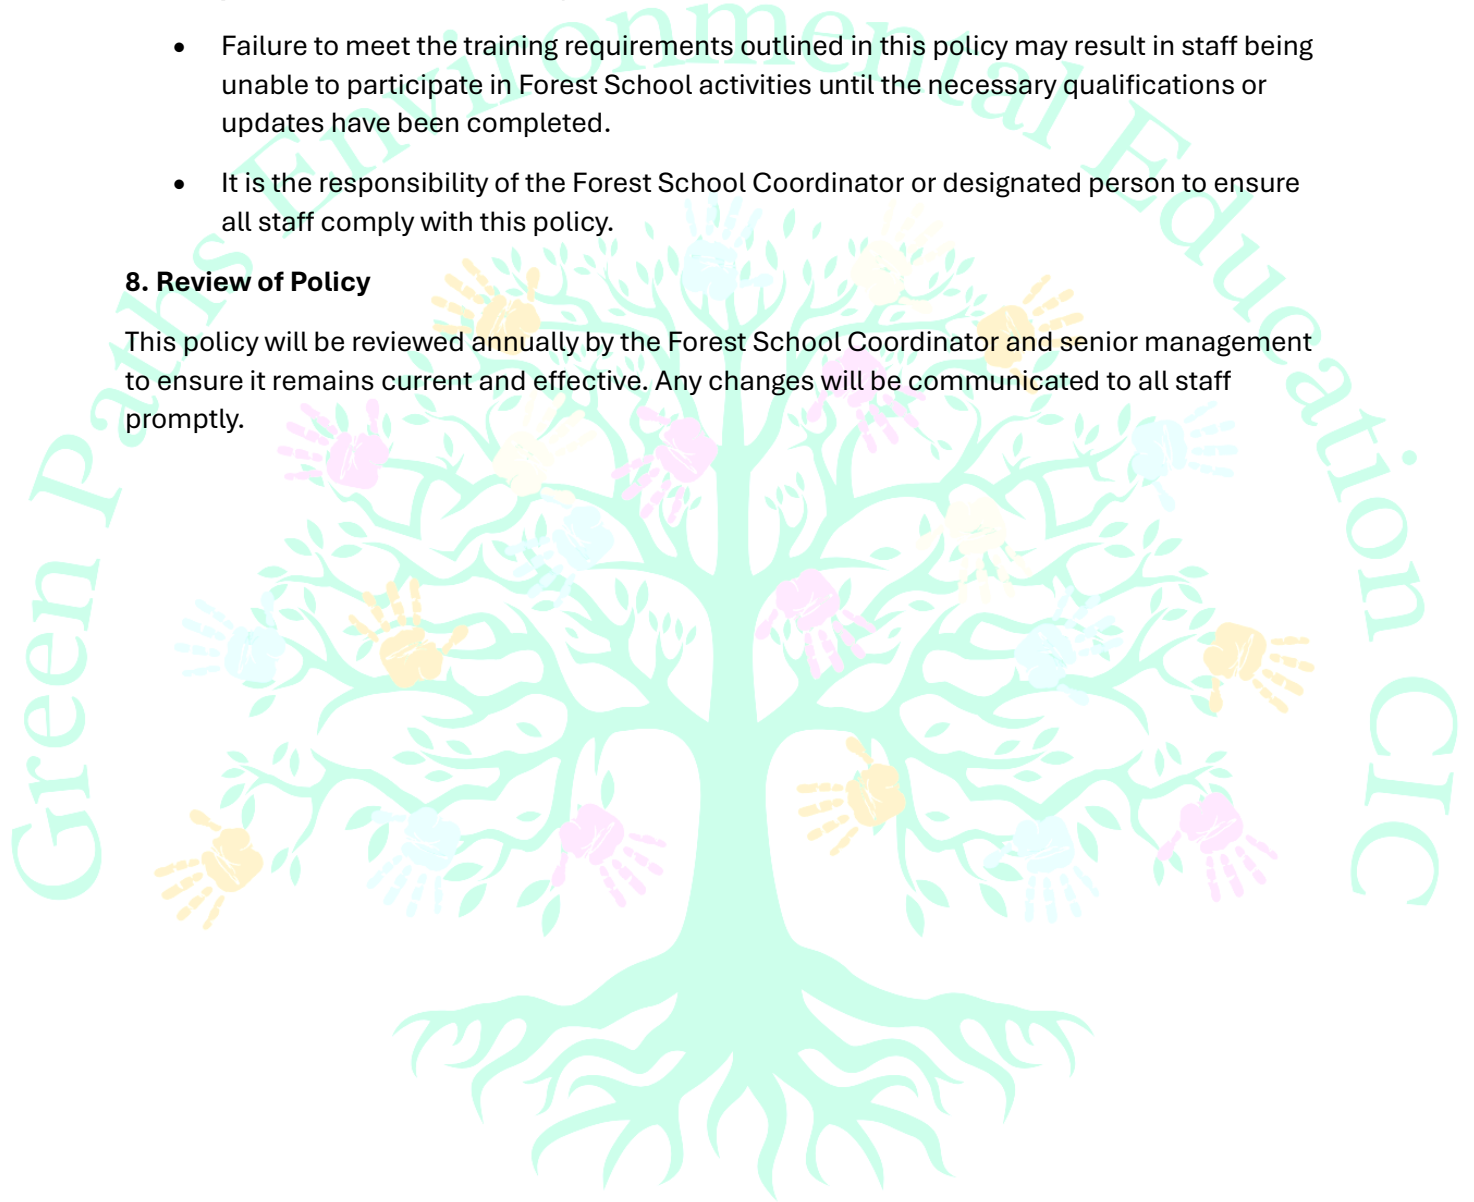 • Failure to meet the training requirements outlined in this policy may result in staff being
unable to participate in Forest School activities until the necessary qualifications or
updates have been completed.
• It is the responsibility of the Forest School Coordinator or designated person to ensure
all staff comply with this policy.
8. Review of Policy
This policy will be reviewed annually by the Forest School Coordinator and senior management
to ensure it remains current and effective. Any changes will be communicated to all staff
promptly.
Green Paths Environmental Education CIC